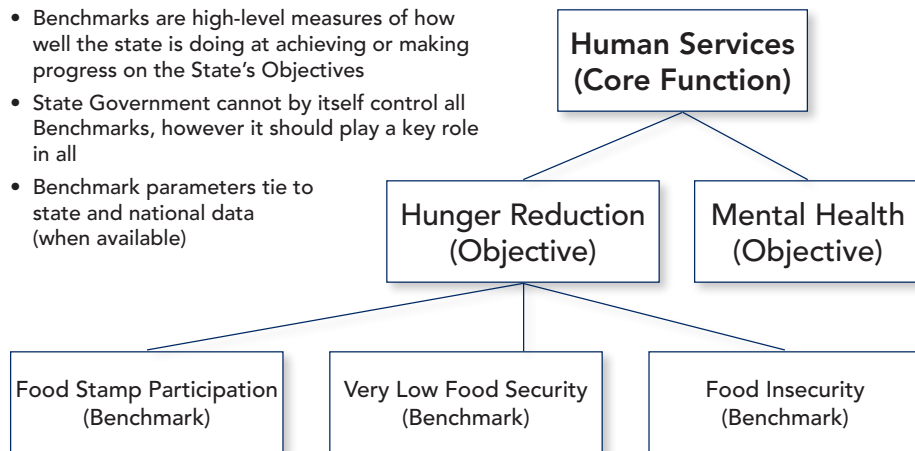 • Benchmarks are high-level measures of how
well the state is doing at achieving or making
progress on the State’s Objectives
• State Government cannot by itself control all
Benchmarks, however it should play a key role
in all
• Benchmark parameters tie to
state and national data
(when available)
Human Services
(Core Function)
Hunger Reduction
(Objective)
Mental Health
(Objective)
Food Stamp Participation
(Benchmark)
Very Low Food Security
(Benchmark)
Food Insecurity
(Benchmark)